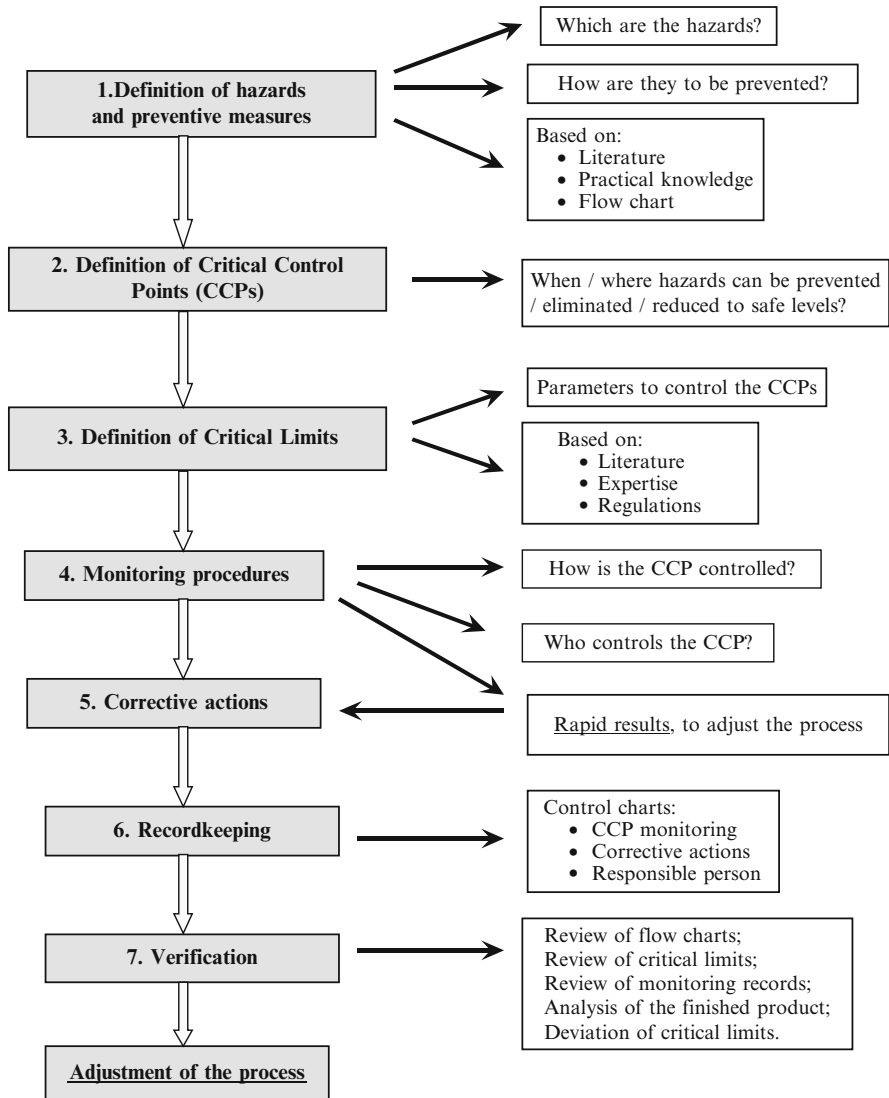 Which are the hazards?
1.Definition of hazards
and preventive measures
How are they to be prevented?
Based on:
• Literature
• Practical knowledge
• Flow chart
2. Definition of Critical Control
Points (CCPs)
When / where hazards can be prevented
/ eliminated / reduced to safe levels?
3. Definition of Critical Limits
Parameters to control the CCPs
Based on:
• Literature
• Expertise
• Regulations
4. Monitoring procedures
How is the CCP controlled?
Who controls the CCP?
5. Corrective actions
Rapid results, to adjust the process
6. Recordkeeping
Control charts:
• CCP monitoring
• Corrective actions
• Responsible person
7. Verification
Review of flow charts;
Review of critical limits;
Review of monitoring records;
Analysis of the finished product;
Deviation of critical limits.
Adjustment of the process